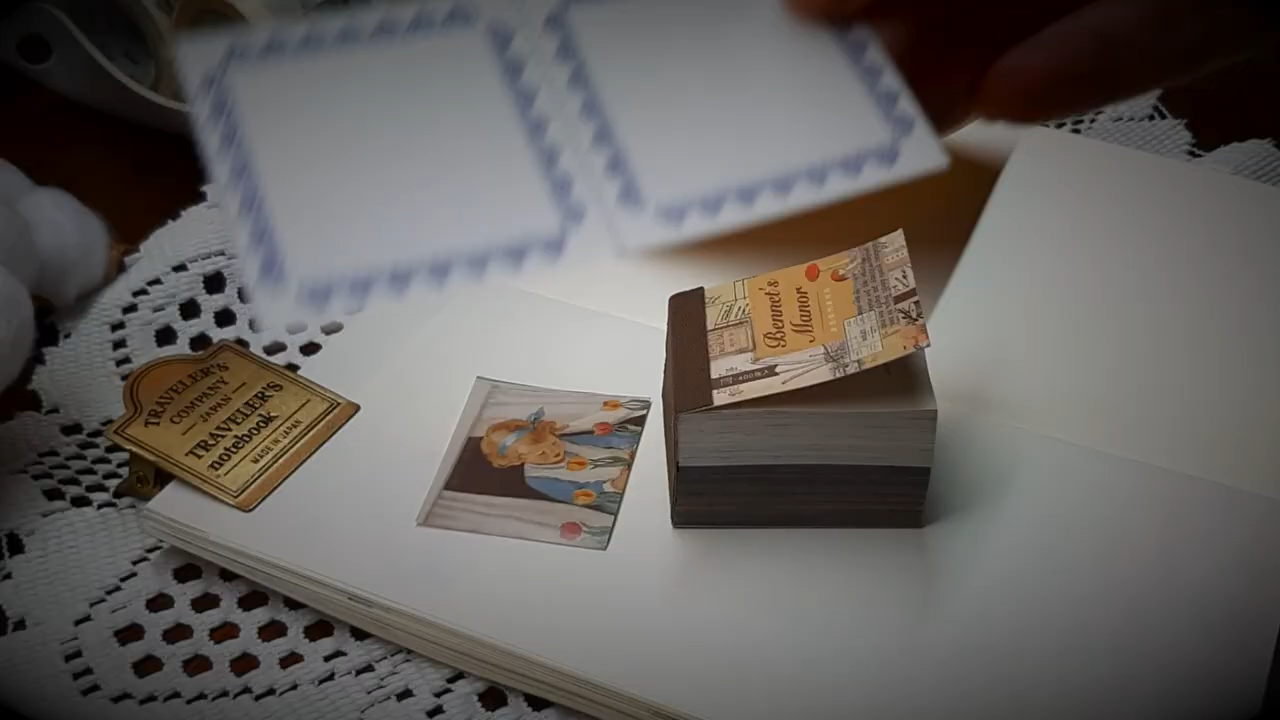 TRAVELER'S
COMPANY
JAPAN
TRAVELER'S
notebook
MADE IN JAPAN
Bennet's
Manor